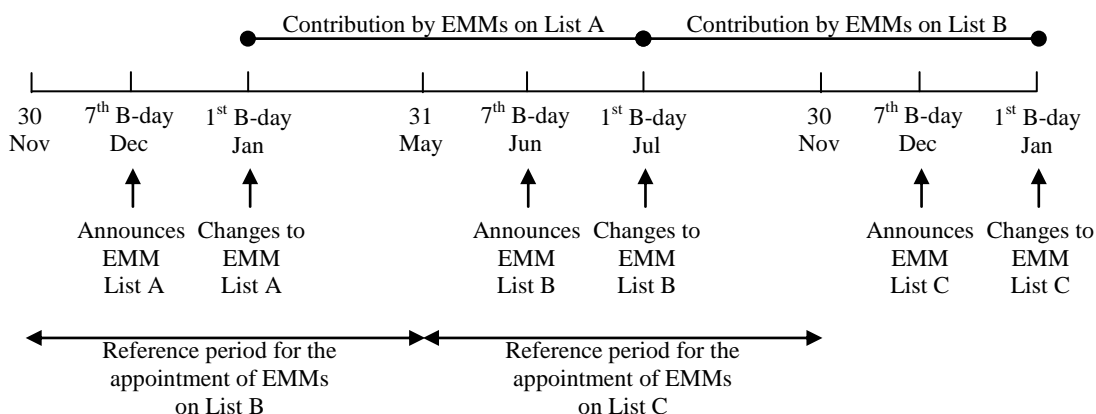 Contribution by EMMs on List A
Contribution by EMMs on List B
30
Nov
7th B-day
Dec
1st B-day
Jan
31
May
7th B-day
Jun
1st B-day
Jul
30
Nov
7th B-day
Dec
1st B-day
Jan
Announces
EMM
List A
Changes to
EMM
List A
Announces
EMM
List B
Changes to
EMM
List B
Announces
EMM
List C
Changes to
EMM
List C
Reference period for the
appointment of EMMs
on List B
Reference period for the
appointment of EMMs
on List C